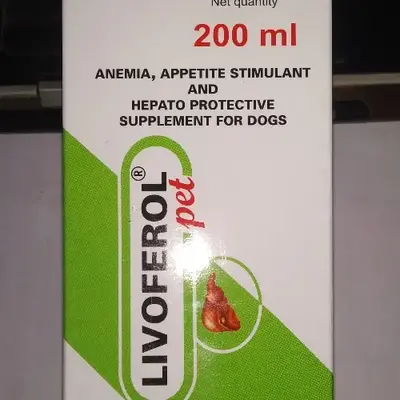 Net quantity
200 ml
ANEMIA, APPETITE STIMULANT
AND
HEPATO PROTECTIVE
SUPPLEMENT FOR DOGS
LIVOFEROL®
pet